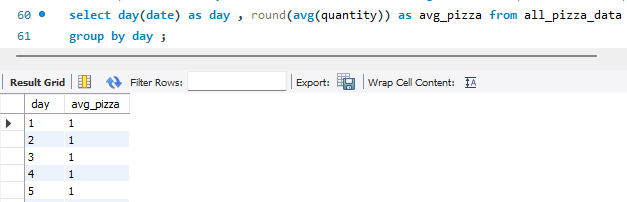 60 select day(date) as day , round(avg(quantity)) as avg_pizza from all_pizza_data
61 group by day ;
Result Grid Filter Rows: Export: Wrap Cell Content: IA
day avg_pizza
1 1
2 1
3 1
4 1
5 1